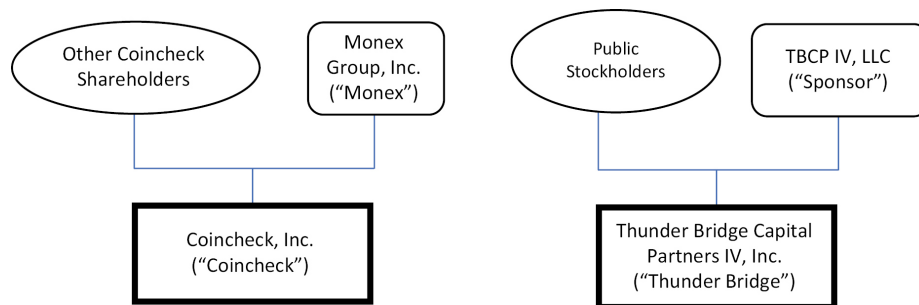 Other Coincheck
Shareholders
Monex
Group, Inc.
(“Monex”)
Public
Stockholders
TBCP IV, LLC
(“Sponsor”)
Coincheck, Inc.
(“Coincheck”)
Thunder Bridge Capital
Partners IV, Inc.
(“Thunder Bridge”)